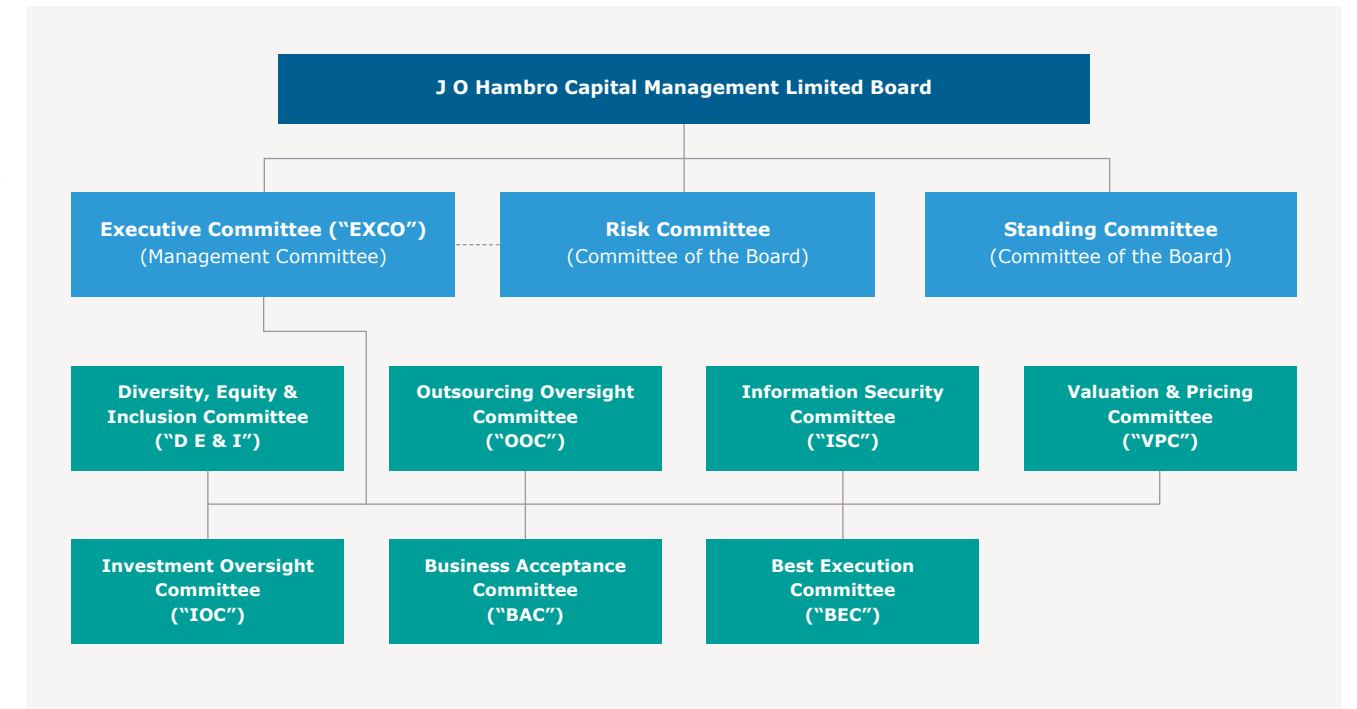 J O Hambro Capital Management Limited Board
Executive Committee (“EXCO”)
(Management Committee)
Risk Committee
(Committee of the Board)
Standing Committee
(Committee of the Board)
Diversity, Equity &
Inclusion Committee
(“D E & I”)
Outsourcing Oversight
Committee
(“OOC”)
Information Security
Committee
(“ISC”)
Valuation & Pricing
Committee
(“VPC”)
Investment Oversight
Committee
(“IOC”)
Business Acceptance
Committee
(“BAC”)
Best Execution
Committee
(“BEC”)